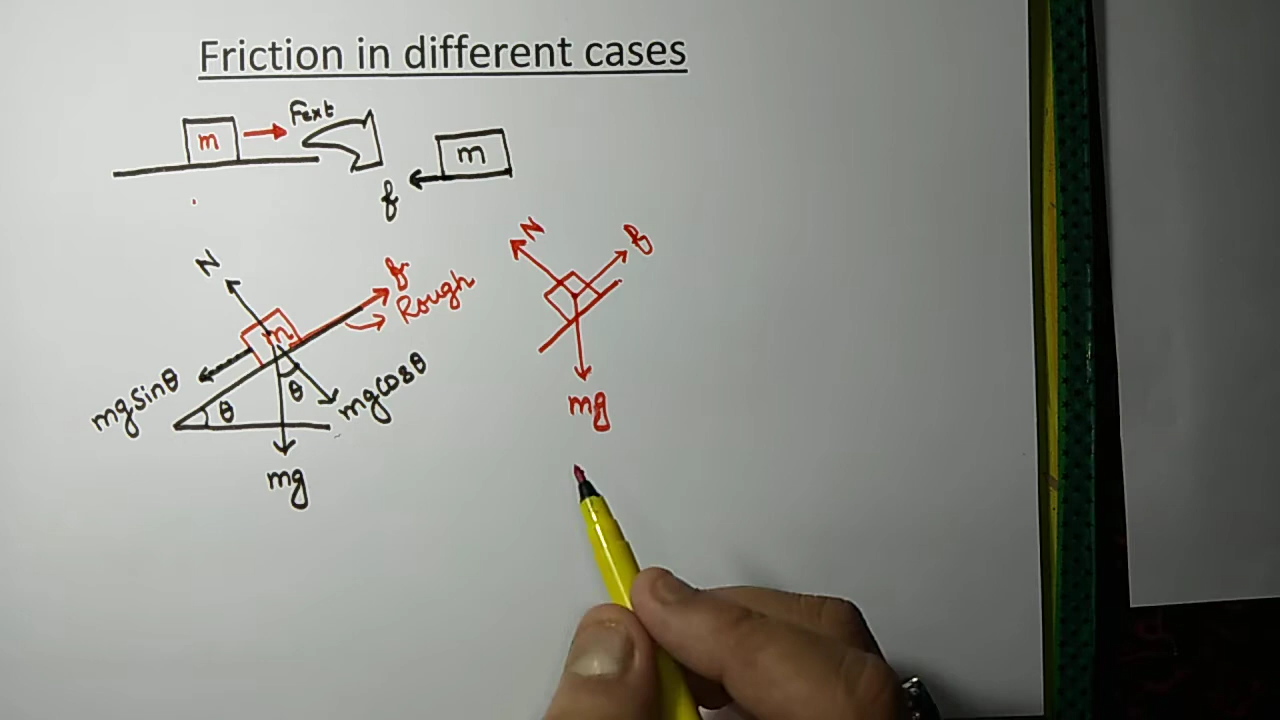 Friction in different cases
Fext
m
m
f
N
f
Rough
m
mgsinθ
θ
θ
mgcosθ
mg
N
f
mg